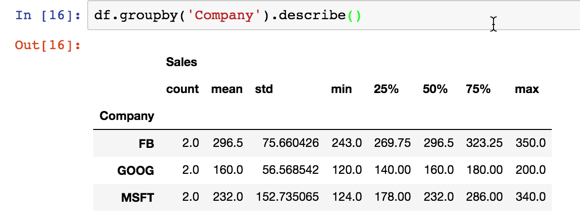 In [16]: df.groupby('Company').describe()
Out[16]:
Sales
count mean std min 25% 50% 75% max
Company
FB 2.0 296.5 75.660426 243.0 269.75 296.5 323.25 350.0
GOOG 2.0 160.0 56.568542 120.0 140.00 160.0 180.00 200.0
MSFT 2.0 232.0 152.735065 124.0 178.00 232.0 286.00 340.0